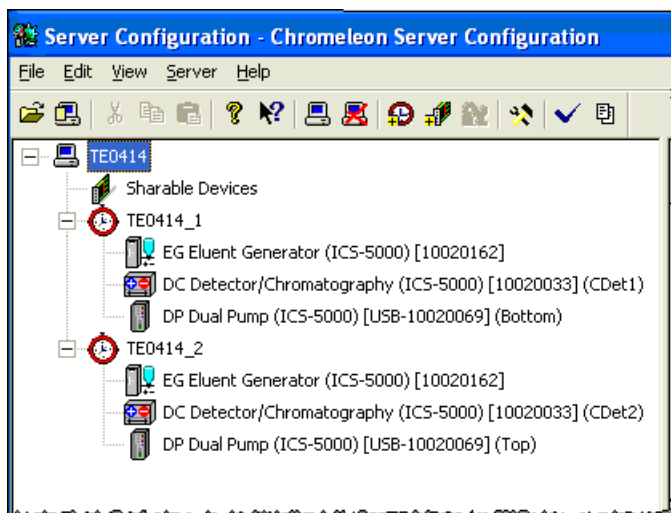 Server Configuration - Chromeleon Server Configuration
File Edit View Server Help
TE0414
Sharable Devices
TE0414_1
EG Eluent Generator (ICS-5000) [10020162]
DC Detector/Chromatography (ICS-5000) [10020033] (CDet1)
DP Dual Pump (ICS-5000) [USB-10020069] (Bottom)
TE0414_2
EG Eluent Generator (ICS-5000) [10020162]
DC Detector/Chromatography (ICS-5000) [10020033] (CDet2)
DP Dual Pump (ICS-5000) [USB-10020069] (Top)